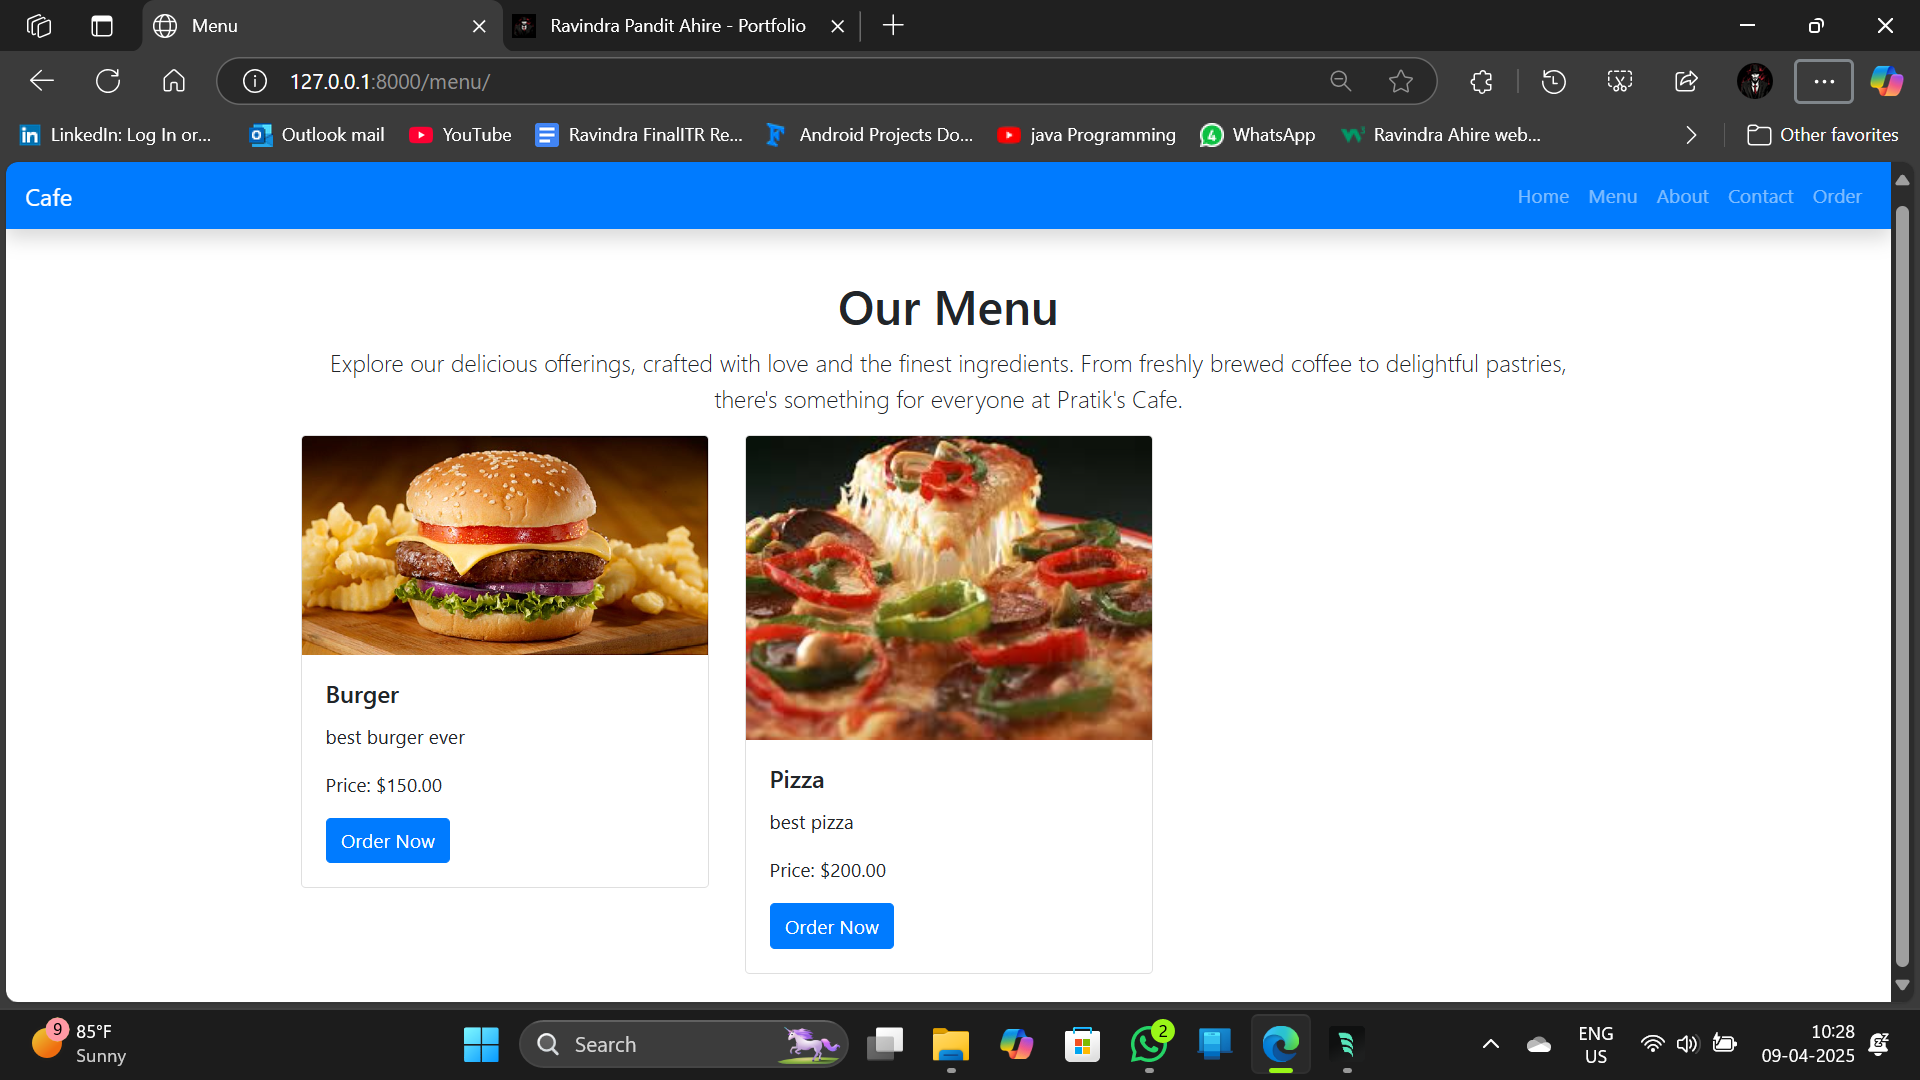 Menu
Ravindra Pandit Ahire - Portfolio
127.0.0.1:8000/menu/
LinkedIn: Log In or...
Outlook mail
YouTube
Ravindra FinalITR Re...
Android Projects Do...
java Programming
4
WhatsApp
Ravindra Ahire web...
Other favorites
Cafe
Home
Menu
About
Contact
Order
Our Menu
Explore our delicious offerings, crafted with love and the finest ingredients. From freshly brewed coffee to delightful pastries,
there's something for everyone at Pratik's Cafe.
Burger
best burger ever
Price: $150.00
Order Now
Pizza
best pizza
Price: $200.00
Order Now
9
85°F
Sunny
Search
2
ENG
US
10:28
09-04-2025